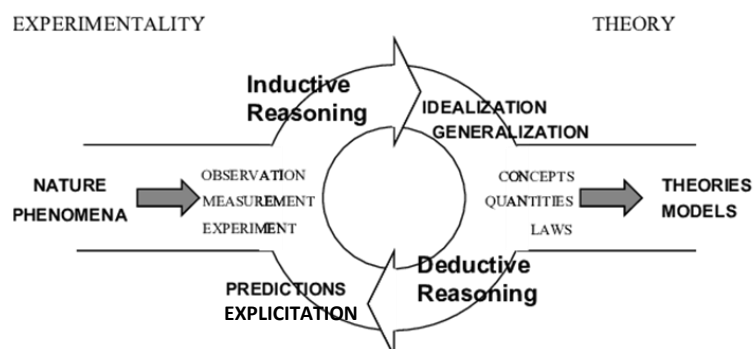 EXPERIMENTALITY
THEORY
Inductive
Reasoning
IDEALIZATION
GENERALIZATION
NATURE
PHENOMENA
OBSERVATION
MEASUREMENT
EXPERIMENT
CONCEPTS
QUANTITIES
LAWS
THEORIES
MODELS
PREDICTIONS
EXPLICITATION
Deductive
Reasoning